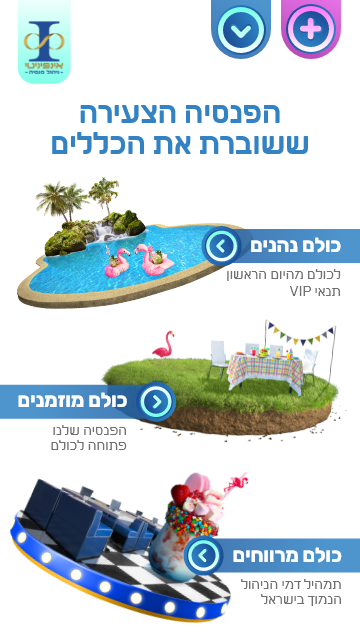 אינפיניטי
- ניהול פנסיה -
הפנסיה הצעירה
ששוברת את הכללים
כולם נהנים
לכולם מהיום הראשון
תנאי VIP
כולם מוזמנים
הפנסיה שלנו
פתוחה לכולם
כולם מרווחים
תמהיל דמי הניהול
הנמוך בישראל